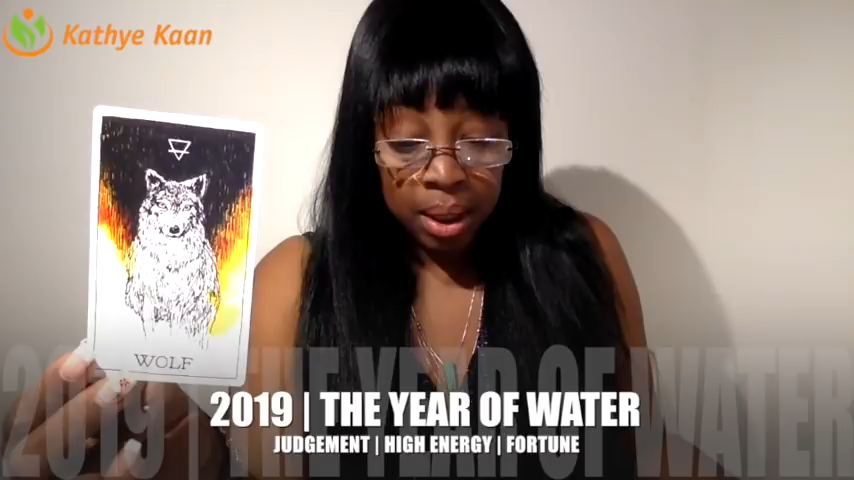 Kathye Kaan
WOLF
2019 | THE YEAR OF WATER
2019 | THE YEAR OF WATER
JUDGEMENT | HIGH ENERGY | FORTUNE